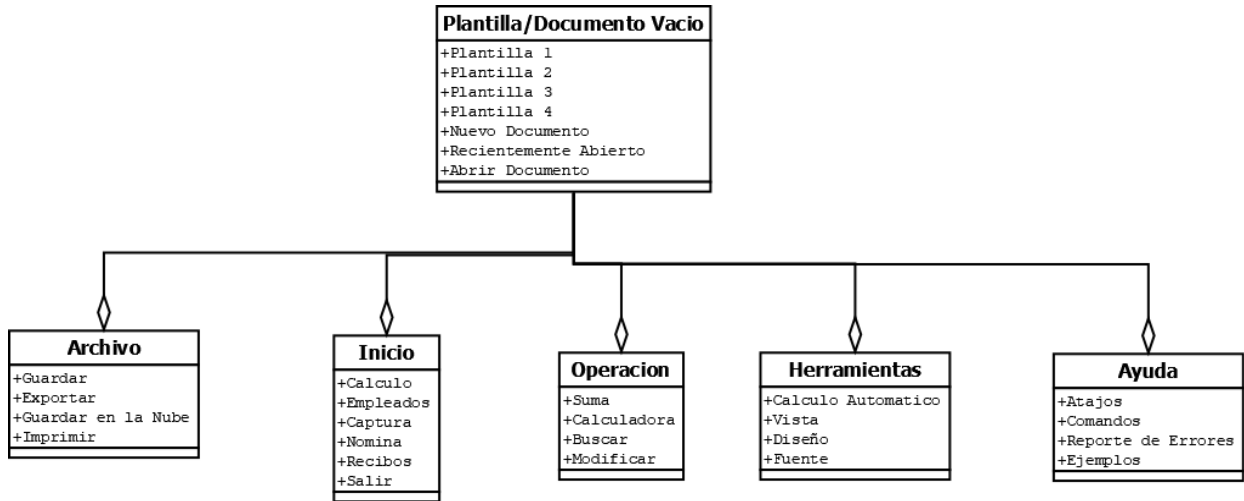 Plantilla/Documento Vacio
+Plantilla 1
+Plantilla 2
+Plantilla 3
+Plantilla 4
+Nuevo Documento
+Recientemente Abierto
+Abrir Documento
Archivo
+Guardar
+Exportar
+Guardar en la Nube
+Imprimir
Inicio
+Calculo
+Empleados
+Captura
+Nomina
+Recibos
+Salir
Operacion
+Suma
+Calculadora
+Buscar
+Modificar
Herramientas
+Calculo Automatico
+Vista
+Diseño
+Fuente
Ayuda
+Atajos
+Comandos
+Reporte de Errores
+Ejemplos